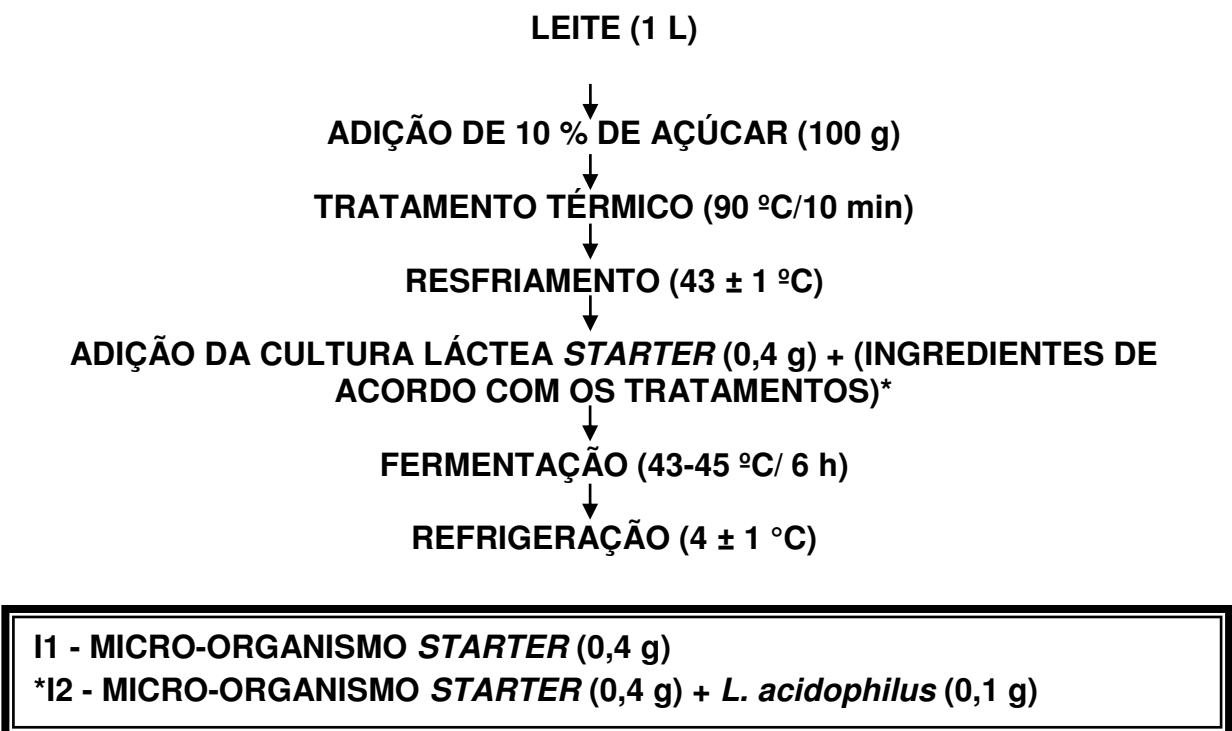 LEITE (1 L)
ADIÇÃO DE 10 % DE AÇÚCAR (100 g)
TRATAMENTO TÉRMICO (90 ºC/10 min)
RESFRIAMENTO (43 ± 1 ºC)
ADIÇÃO DA CULTURA LÁCTEA STARTER (0,4 g) + (INGREDIENTES DE
ACORDO COM OS TRATAMENTOS)*
FERMENTAÇÃO (43-45 ºC/ 6 h)
REFRIGERAÇÃO (4 ± 1 °C)
I1 - MICRO-ORGANISMO STARTER (0,4 g)
*I2 - MICRO-ORGANISMO STARTER (0,4 g) + L. acidophilus (0,1 g)